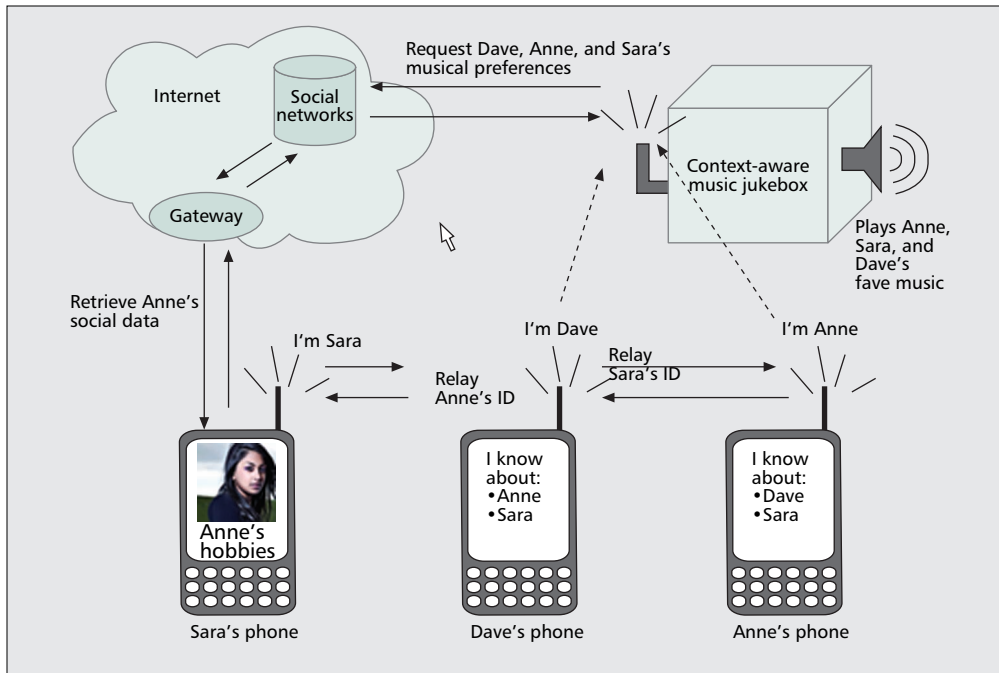 Request Dave, Anne, and Sara's
musical preferences
Internet
Social
networks
Context-aware
music jukebox
Gateway
Plays Anne,
Sara, and
Dave's
fave music
Retrieve Anne's
social data
I'm Sara
I'm Dave
I'm Anne
Relay
Anne's ID
Relay
Sara's ID
Anne's
hobbies
I know
about:
•Anne
•Sara
I know
about:
•Dave
•Sara
Sara's phone
Dave's phone
Anne's phone